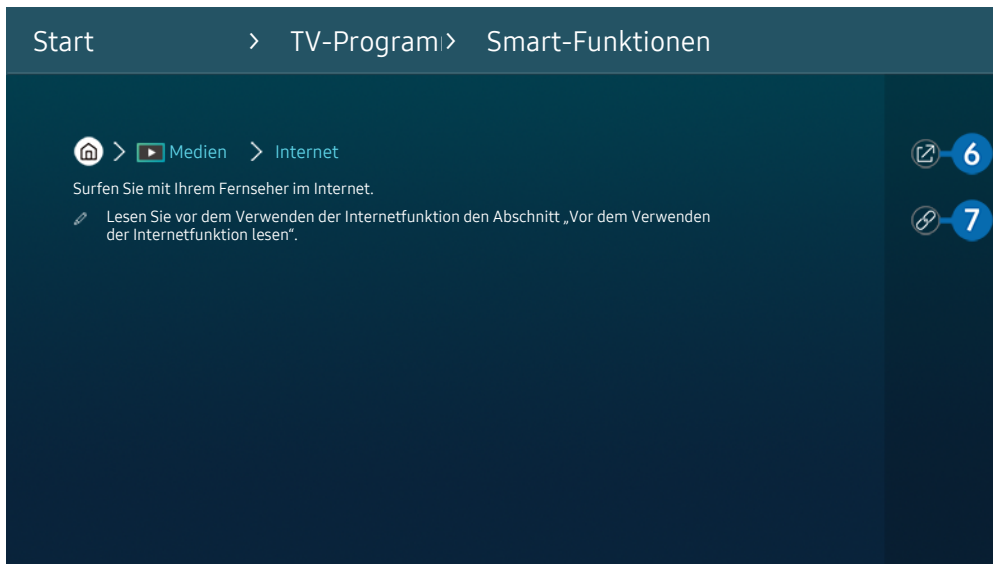 Start > TV-Program > Smart-Funktionen
> Medien > Internet
Surfen Sie mit Ihrem Fernseher im Internet.
Lesen Sie vor dem Verwenden der Internetfunktion den Abschnitt „Vor dem Verwenden
der Internetfunktion lesen“.
6
7